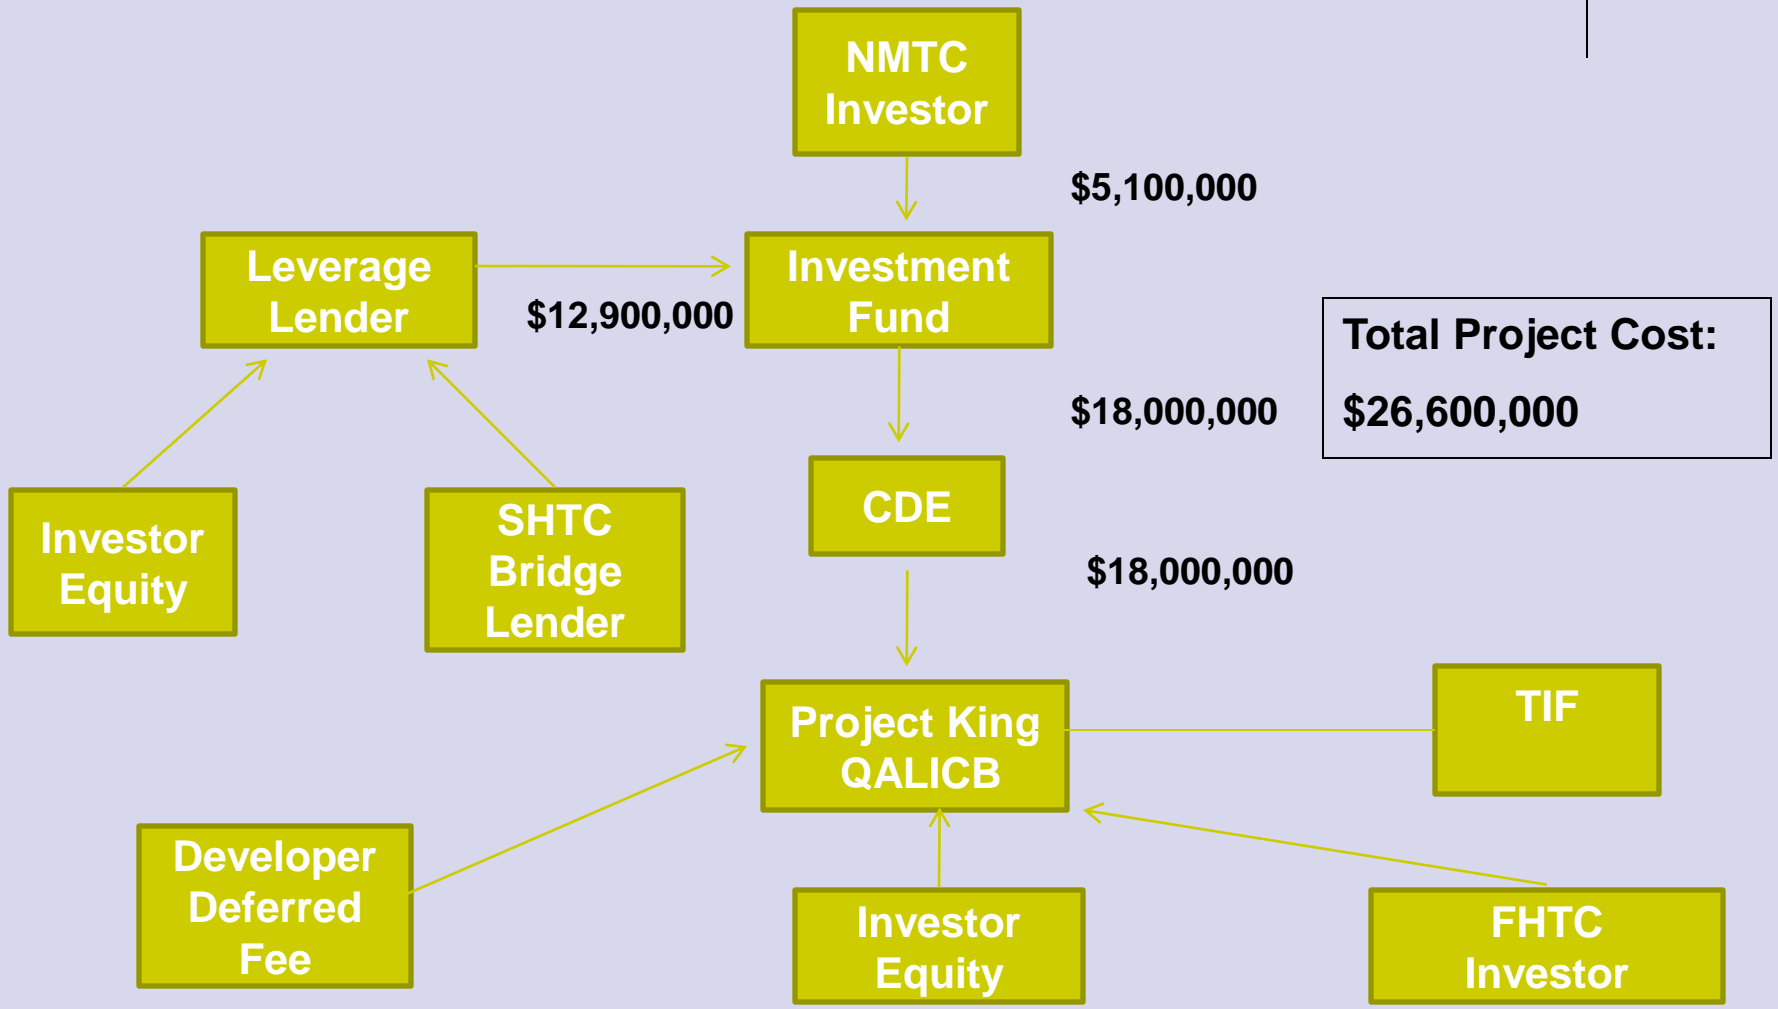 NMTC
Investor
$5,100,000
Leverage
Lender
$12,900,000
Investment
Fund
Total Project Cost:
$26,600,000
$18,000,000
Investor
Equity
SHTC
Bridge
Lender
CDE
$18,000,000
Project King
QALICB
TIF
Developer
Deferred
Fee
Investor
Equity
FHTC
Investor